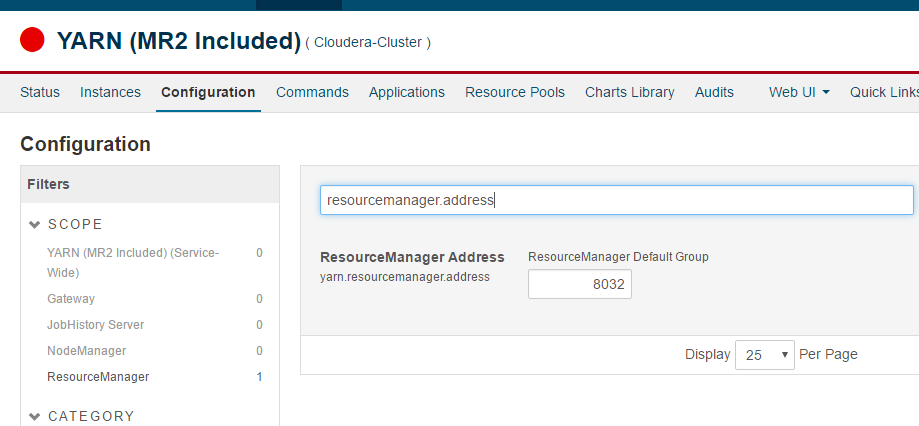 YARN (MR2 Included) ( Cloudera-Cluster )
Status Instances Configuration Commands Applications Resource Pools Charts Library Audits Web UI Quick Links
Configuration
Filters
SCOPE
YARN (MR2 Included) (Service-
Wide) 0
Gateway 0
JobHistory Server 0
NodeManager 0
ResourceManager 1
CATEGORY
resourcemanager.address
ResourceManager Address
yarn.resourcemanager.address
ResourceManager Default Group
8032
Display 25 Per Page